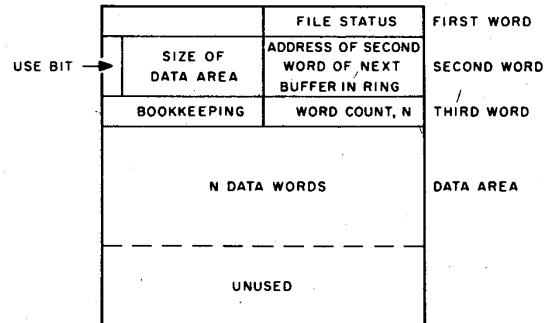 FILE STATUS FIRST WORD
USE BIT
SIZE OF
DATA AREA
ADDRESS OF SECOND
WORD OF NEXT
BUFFER IN RING
SECOND WORD
BOOKKEEPING WORD COUNT, N THIRD WORD
N DATA WORDS DATA AREA
UNUSED